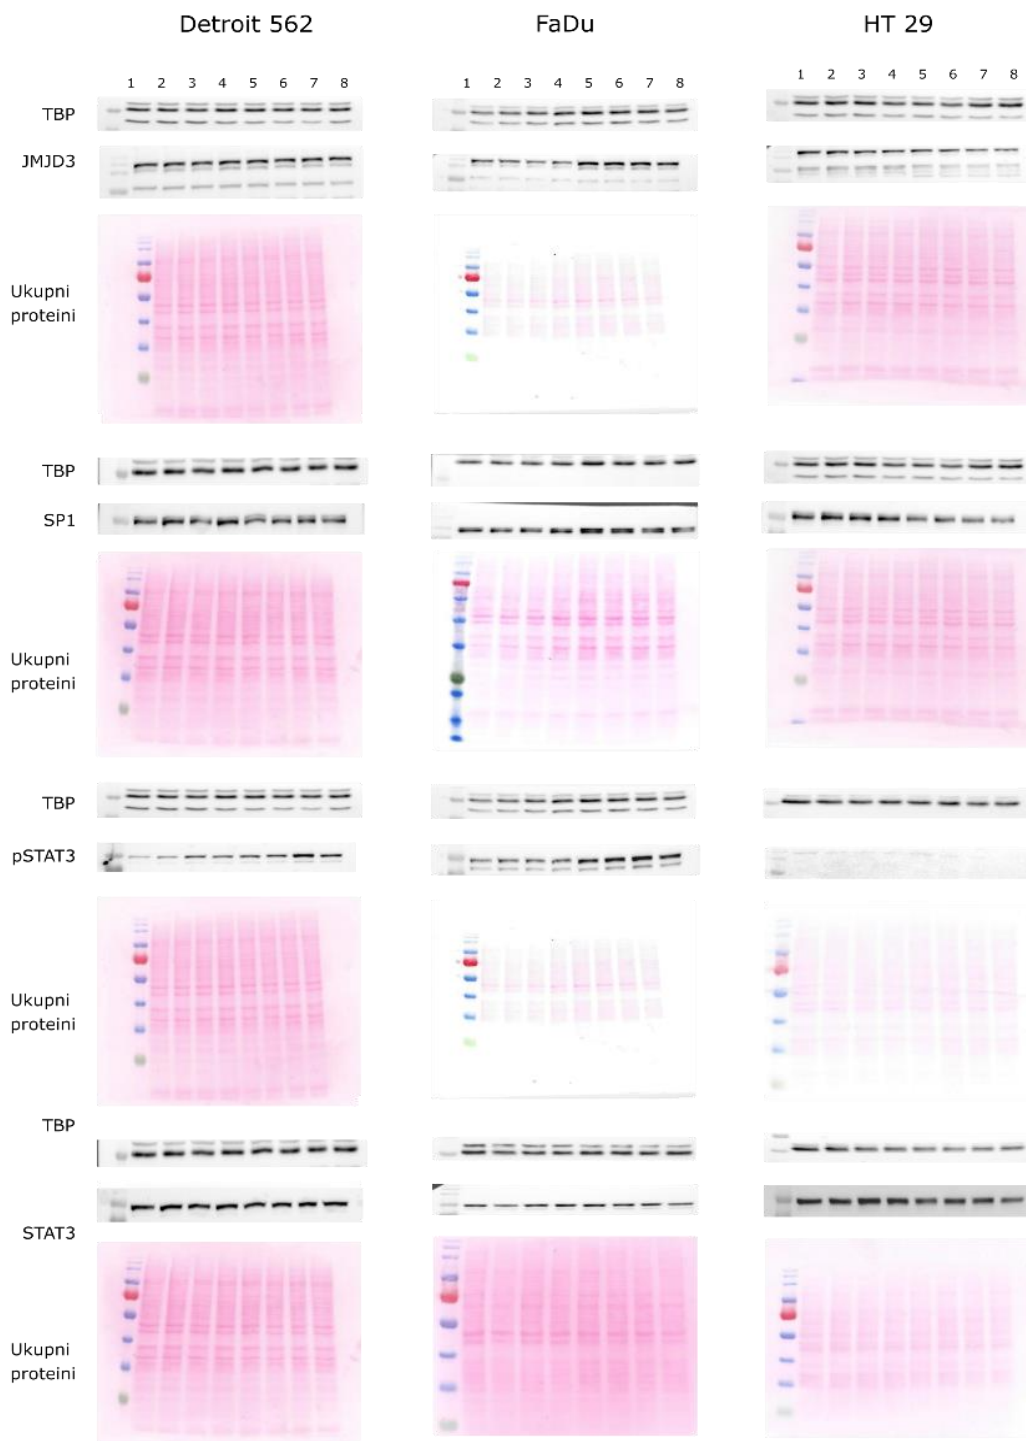 Detroit 562 FaDu HT 29
1 2 3 4 5 6 7 8 1 2 3 4 5 6 7 8 1 2 3 4 5 6 7 8
TBP
JMJD3
Ukupni
proteini
TBP
SP1
Ukupni
proteini
TBP
pSTAT3
Ukupni
proteini
TBP
STAT3
Ukupni
proteini